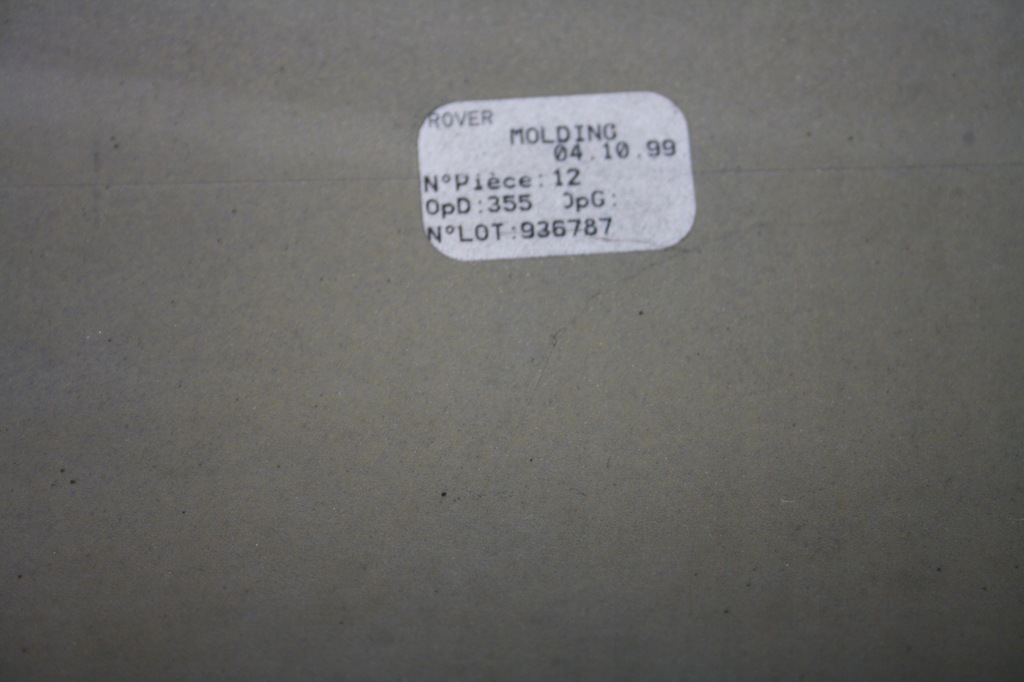 ROVER
MOLDING
04.10.99
N°Pièce:12
OpD:355 OpG:
N°LOT:936787